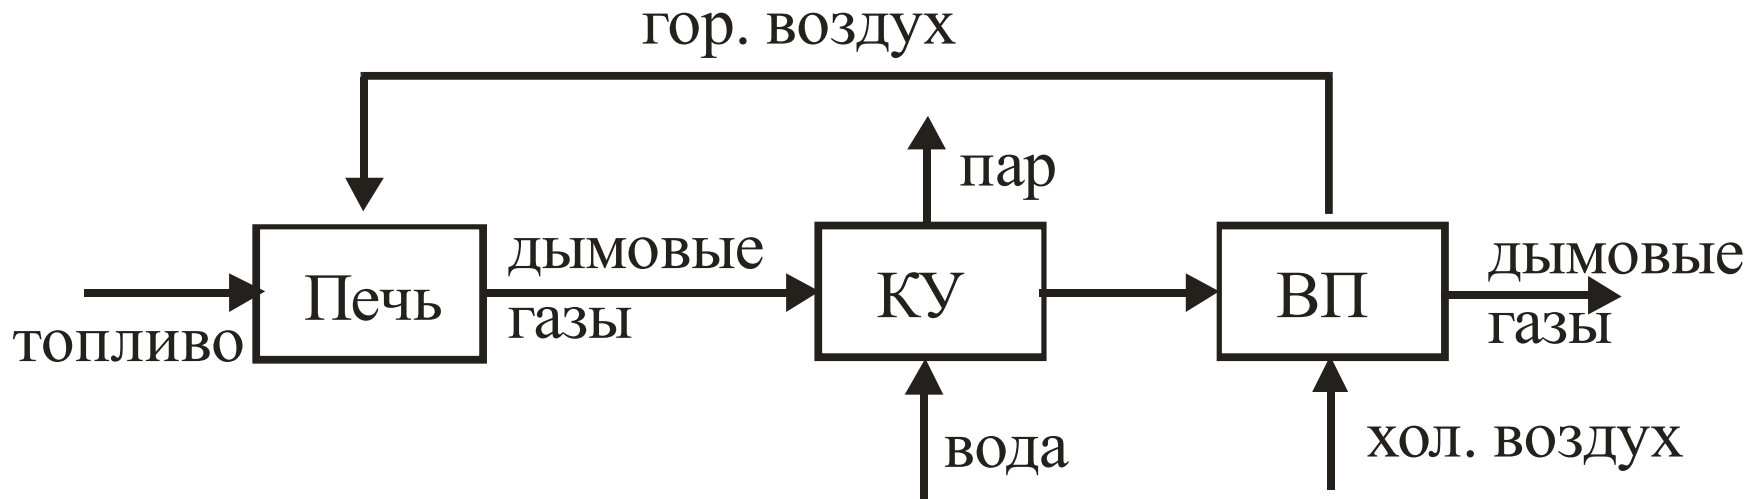 гор. воздух
пар
дымовые
газы
дымовые
газы
Печь
КУ
ВП
топливо
вода
хол. воздух